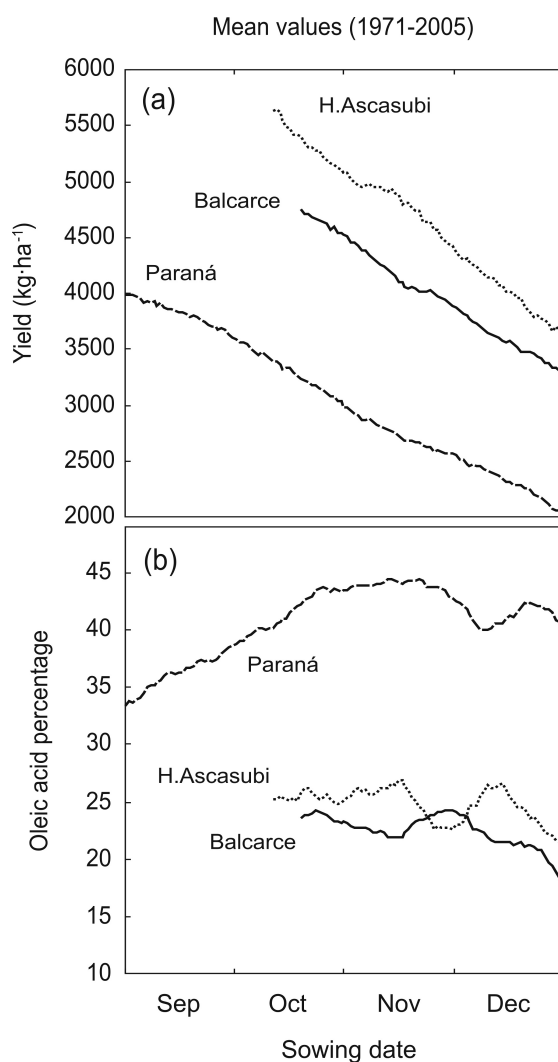 Mean values (1971-2005)
6000
5500
5000
4500
4000
3500
3000
2500
2000
Yield (kg·ha⁻¹)
(a)
H.Ascasubi
Balcarce
Paraná
45
40
35
30
25
20
15
10
Oleic acid percentage
(b)
Paraná
H.Ascasubi
Balcarce
Sep Oct Nov Dec
Sowing date